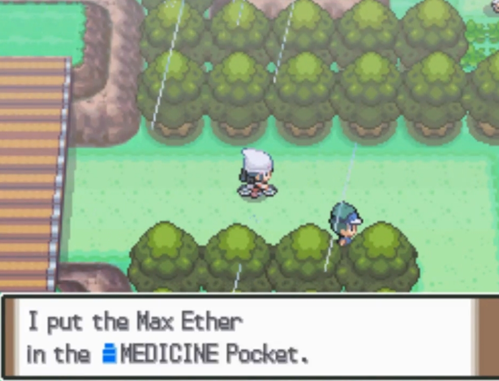 I put the Max Ether
in the MEDICINE Pocket.